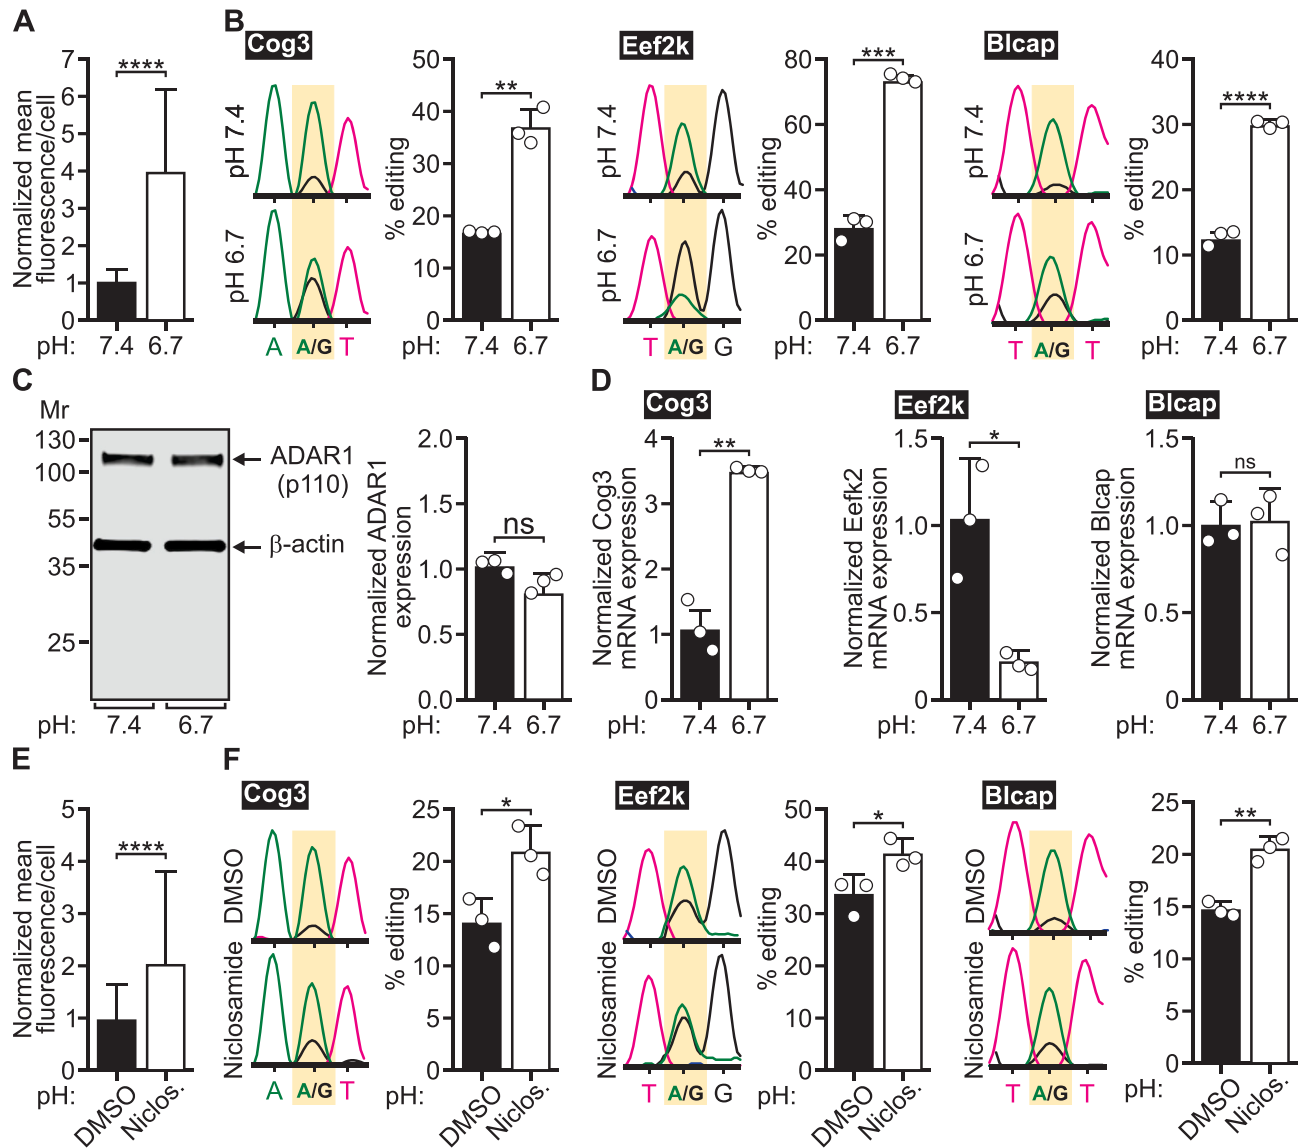 A
Normalized mean
fluorescence/cell
7
6
5
4
3
2
1
0
****
pH:
7.4
6.7
B
Cog3
pH 7.4
pH 6.7
A
A/G
T
% editing
50
40
30
20
10
0
**
pH:
7.4
6.7
Eef2k
pH 7.4
pH 6.7
T
A/G
G
% editing
80
60
40
20
0
***
pH:
7.4
6.7
Blcap
pH 7.4
pH 6.7
T
A/G
T
% editing
40
30
20
10
0
****
pH:
7.4
6.7
C
Mr
130
100
55
35
25
ADAR1
(p110)
β-actin
pH:
7.4
6.7
Normalized ADAR1
expression
2.0
1.5
1.0
0.5
0.0
ns
pH:
7.4
6.7
D
Cog3
Normalized Cog3
mRNA expression
4
3
2
1
0
**
pH:
7.4
6.7
Eef2k
Normalized Eefk2
mRNA expression
1.5
1.0
0.5
0
*
pH:
7.4
6.7
Blcap
Normalized Blcap
mRNA expression
1.5
1.0
0.5
0
ns
pH:
7.4
6.7
E
Normalized mean
fluorescence/cell
5
4
3
2
1
0
****
pH:
DMSO
Niclos.
F
Cog3
DMSO
Niclosamide
A
A/G
T
% editing
25
20
15
10
5
0
*
pH:
DMSO
Niclos.
Eef2k
DMSO
Niclosamide
T
A/G
G
% editing
50
40
30
20
10
0
*
pH:
DMSO
Niclos.
Blcap
DMSO
Niclosamide
T
A/G
T
% editing
25
20
15
10
5
0
**
pH:
DMSO
Niclos.